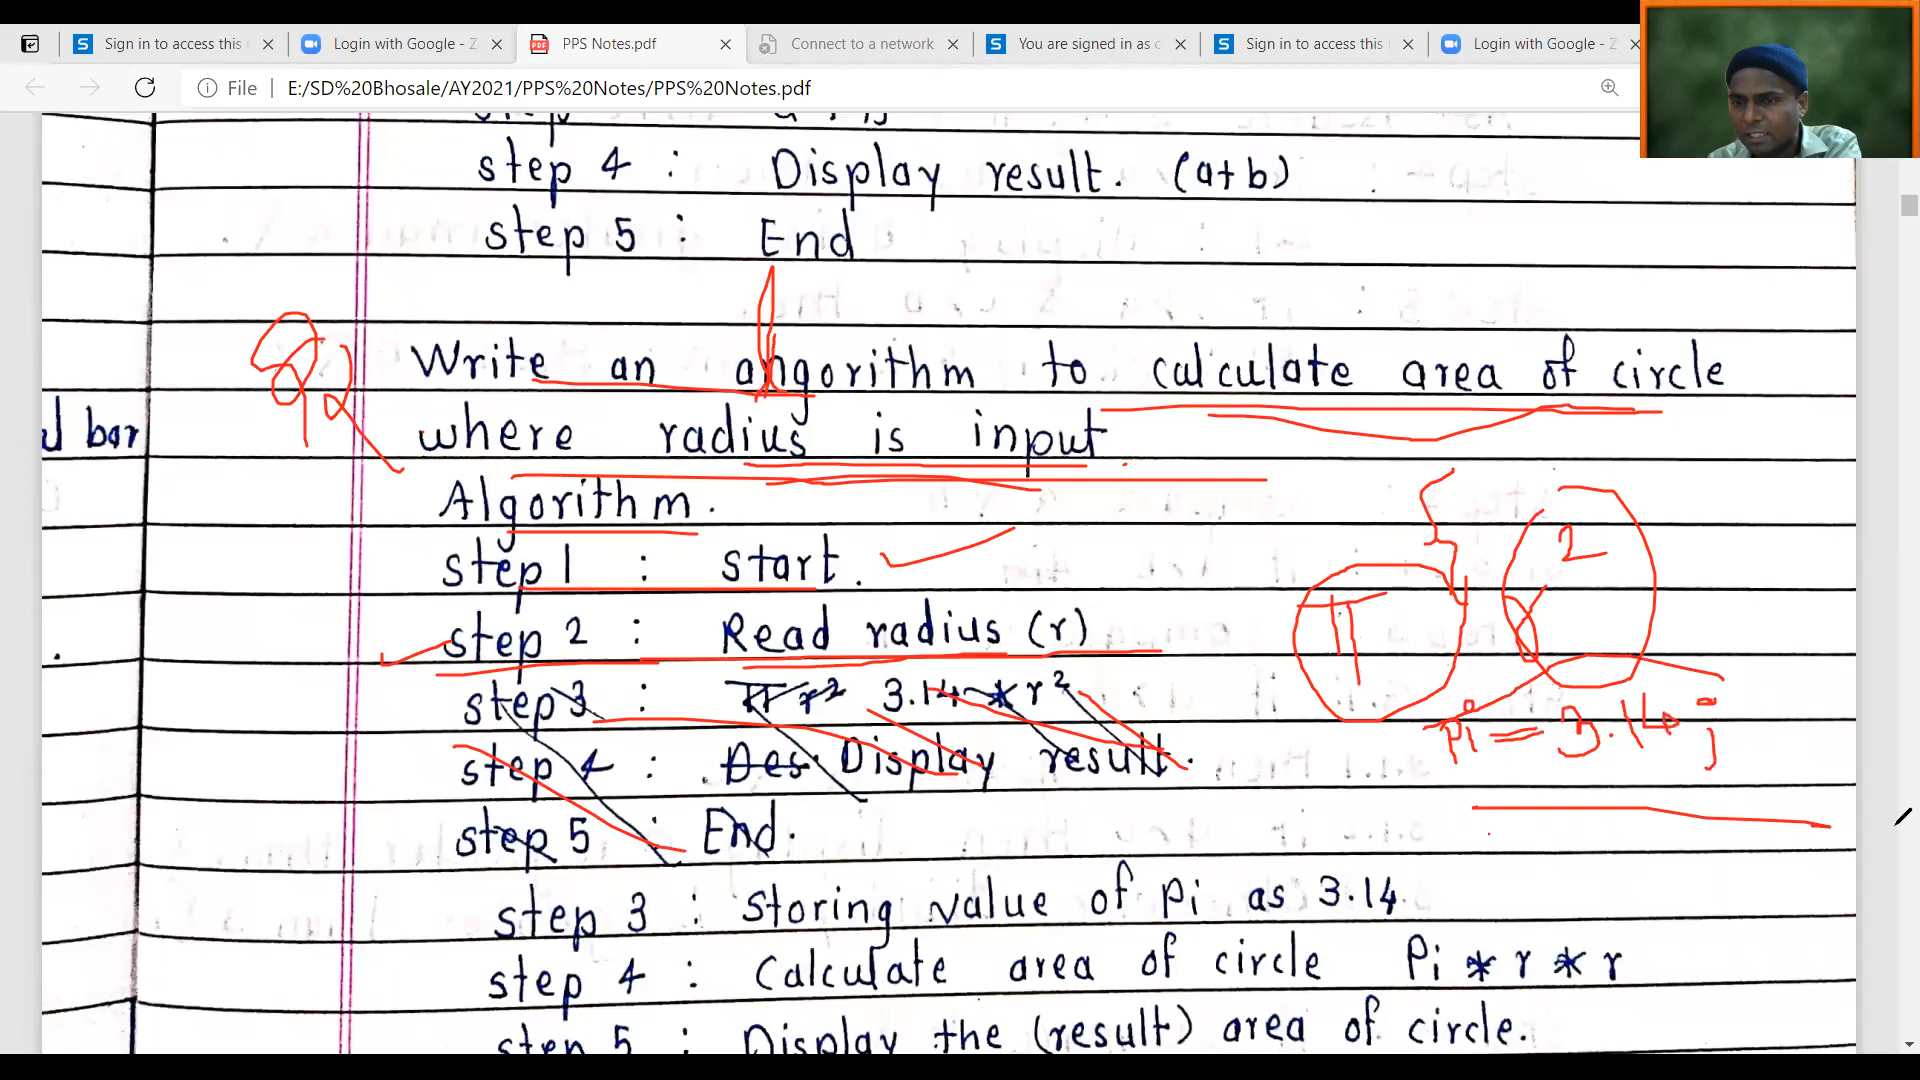 Sign in to access this
Login with Google - Z
PPS Notes.pdf
Connect to a network
You are signed in as c
Sign in to access this
Login with Google - Z
File
E:/SD%20Bhosale/AY2021/PPS%20Notes/PPS%20Notes.pdf
step 4 : Display result. (a+b)
step 5 : End
Write an algorithm to calculate area of circle
bar
where radius is input
Algorithm.
step 1 : start.
step 2 : Read radius (r)
step 3 : π r² 3.14 * r²
step 4 : Des Display result.
step 5 : End.
π r 2
Pi = 3.14 ;
step 3 : storing value of Pi as 3.14
step 4 : Calculate area of circle Pi * r * r
step 5 : Display the (result) area of circle.